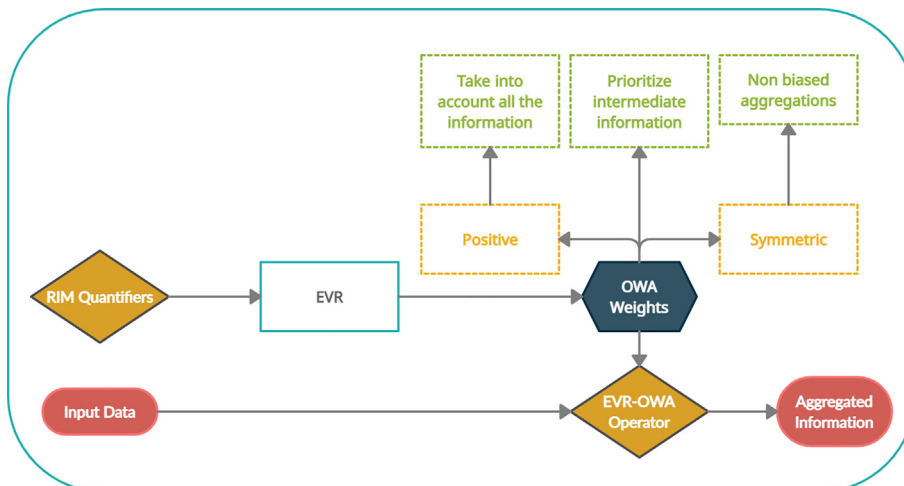 Take into
account all the
information
Prioritize
intermediate
information
Non biased
aggregations
Positive
Symmetric
RIM Quantifiers
EVR
OWA
Weights
Input Data
EVR-OWA
Operator
Aggregated
Information